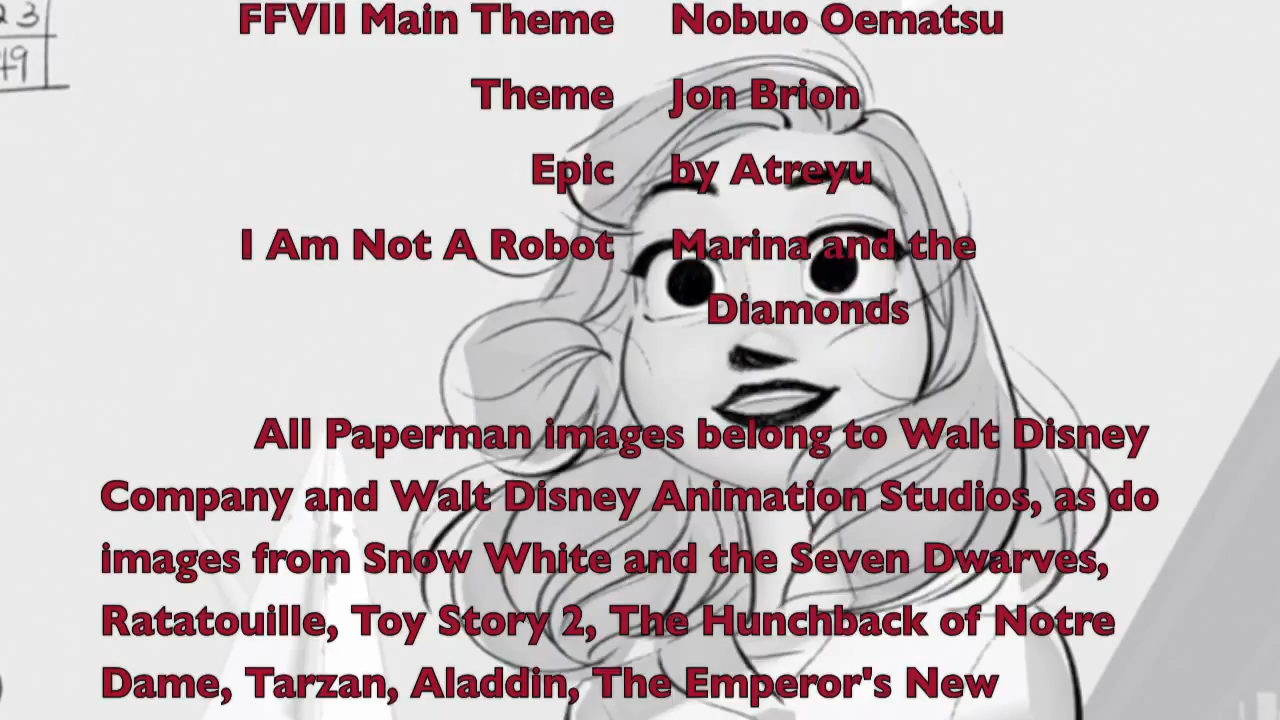 23
49
FFVII Main Theme Nobuo Oematsu
Theme Jon Brion
Epic by Atreyu
I Am Not A Robot Marina and the
Diamonds
All Paperman images belong to Walt Disney
Company and Walt Disney Animation Studios, as do
images from Snow White and the Seven Dwarves,
Ratatouille, Toy Story 2, The Hunchback of Notre
Dame, Tarzan, Aladdin, The Emperor's New